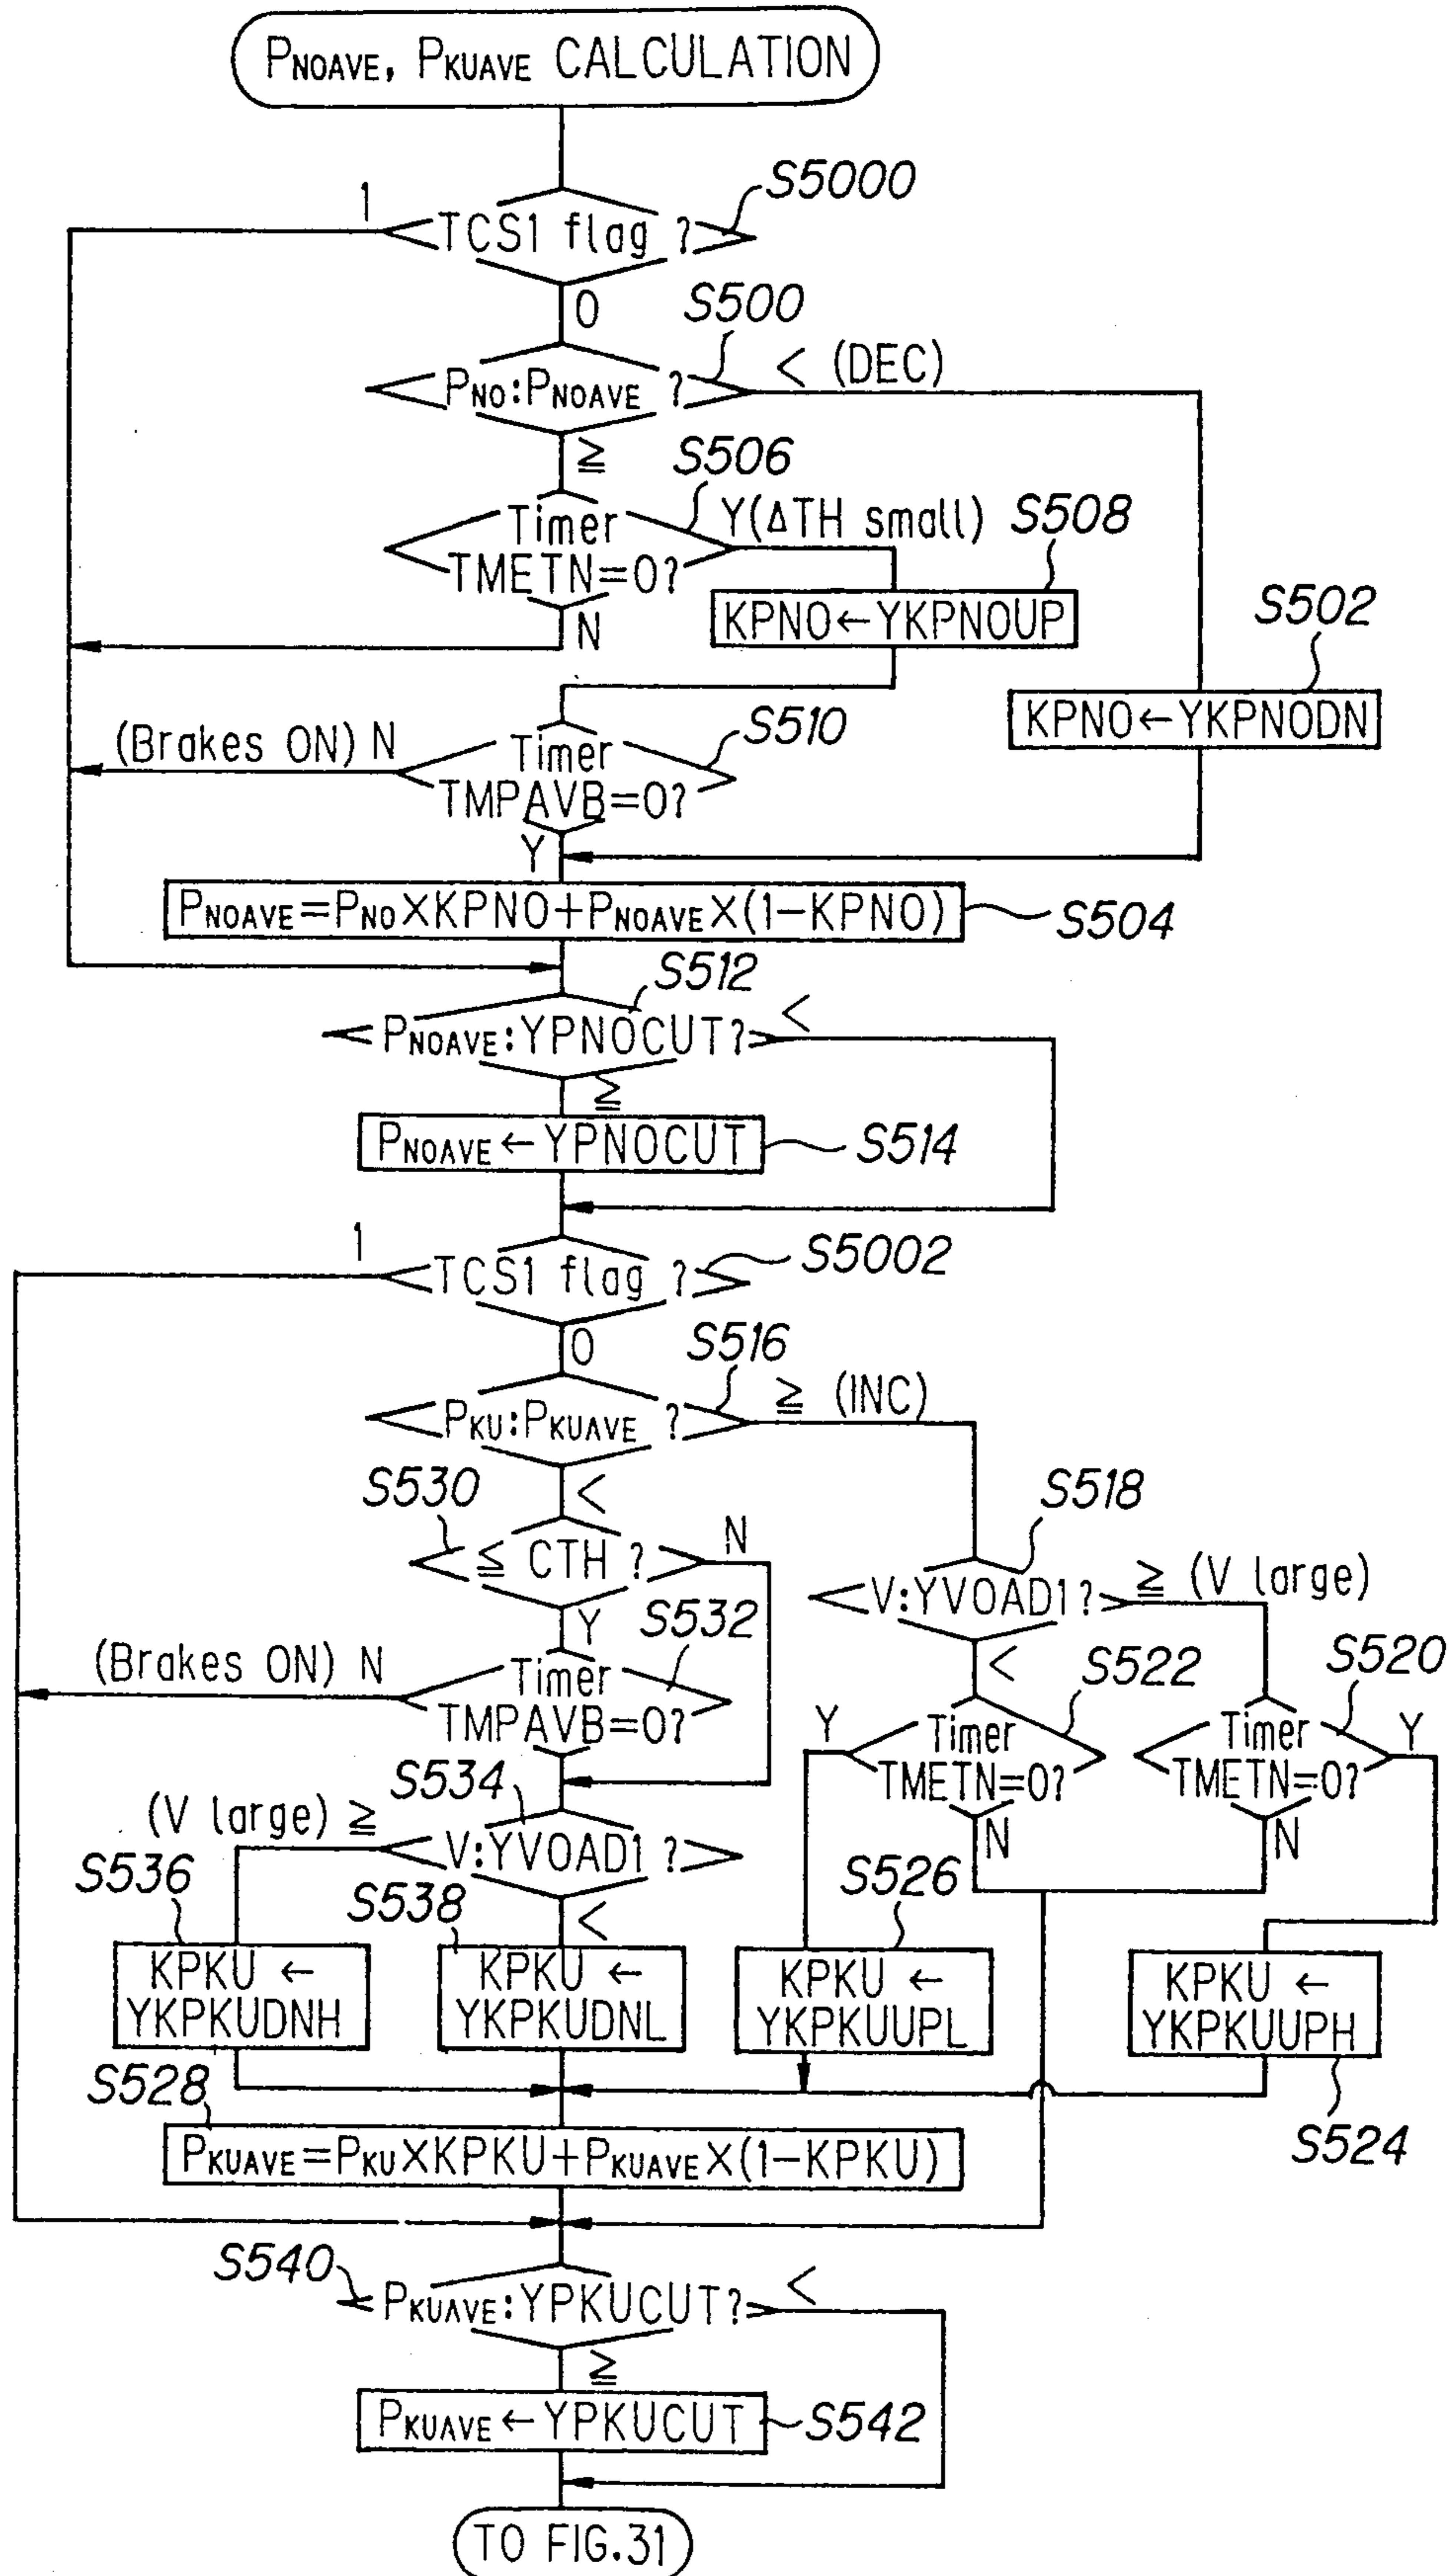 PNOAVE, PKUAVE CALCULATION
S5000
1
TCS1 flag ?
0
S500
< (DEC)
PNO:PNOAVE ?
≧
S506
Timer
TMETN=0?
Y(ΔTH small)
S508
N
KPNO←YKPNOUP
S502
KPNO←YKPNODN
(Brakes ON) N
S510
Timer
TMPAVB=0?
Y
PNOAVE=PNO×KPNO+PNOAVE×(1-KPNO)
S504
S512
PNOAVE:YPNOCUT?
<
≧
PNOAVE←YPNOCUT
S514
1
TCS1 flag ?
S5002
0
S516
PKU:PKUAVE ?
≧ (INC)
<
S530
≦ CTH ?
N
S518
V:YVOAD1?
≧ (V large)
Y
S532
(Brakes ON) N
Timer
TMPAVB=0?
<
S522
S520
Y
Timer
TMETN=0?
Timer
TMETN=0?
Y
S534
(V large) ≧
V:YVOAD1 ?
N
N
S536
S538
<
S526
KPKU ←
YKPKUDNH
KPKU ←
YKPKUDNL
KPKU ←
YKPKUUPL
KPKU ←
YKPKUUPH
S528
S524
PKUAVE=PKU×KPKU+PKUAVE×(1-KPKU)
S540
PKUAVE:YPKUCUT?
<
≧
PKUAVE←YPKUCUT
S542
TO FIG.31